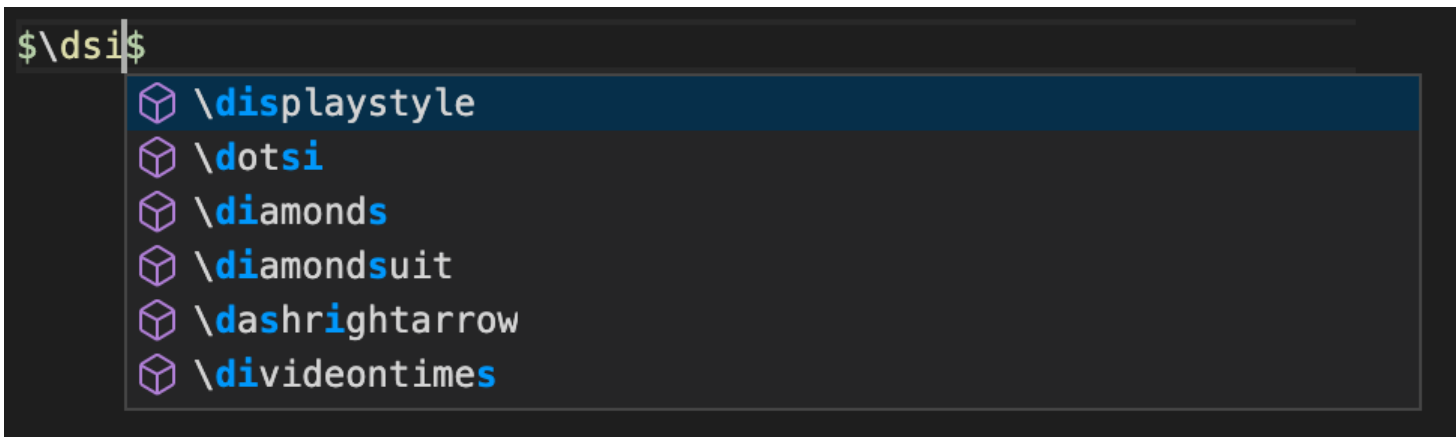 $\dsi$
\displaystyle
\dotsi
\diamonds
\diamondsuit
\dashrightarrow
\divideontimes